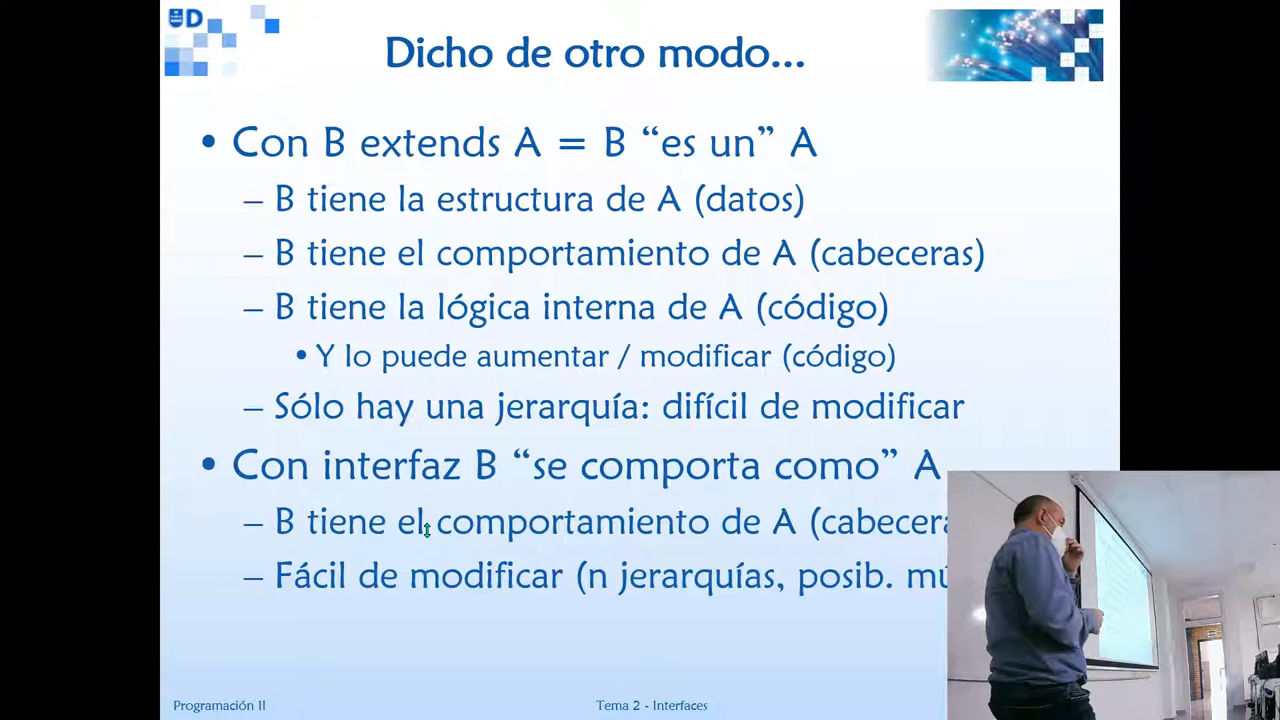 UD
Dicho de otro modo...
• Con B extends A = B “es un” A
– B tiene la estructura de A (datos)
– B tiene el comportamiento de A (cabeceras)
– B tiene la lógica interna de A (código)
• Y lo puede aumentar / modificar (código)
– Sólo hay una jerarquía: difícil de modificar
• Con interfaz B “se comporta como” A
– B tiene el comportamiento de A
– Fácil de modificar (n jerarquías, posib.
Programación II
Tema 2 - Interfaces